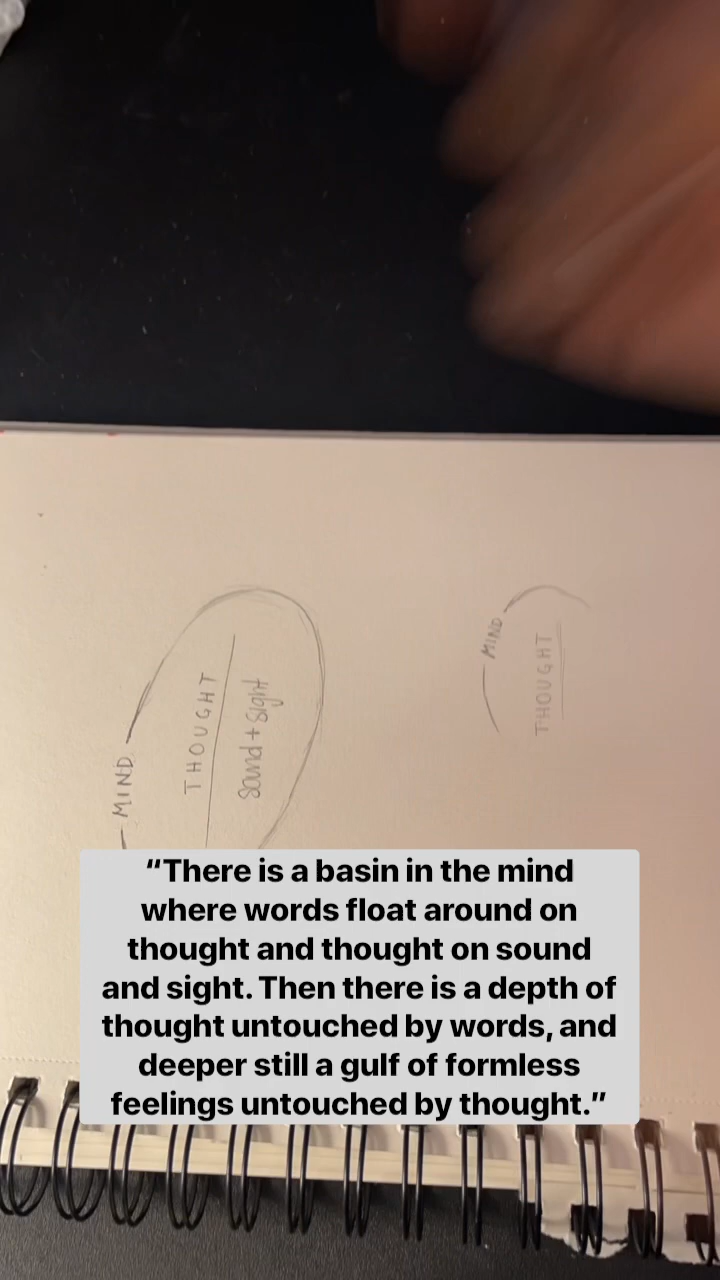 MIND
THOUGHT
sound + sight
MIND
THOUGHT
“There is a basin in the mind
where words float around on
thought and thought on sound
and sight. Then there is a depth of
thought untouched by words, and
deeper still a gulf of formless
feelings untouched by thought.”